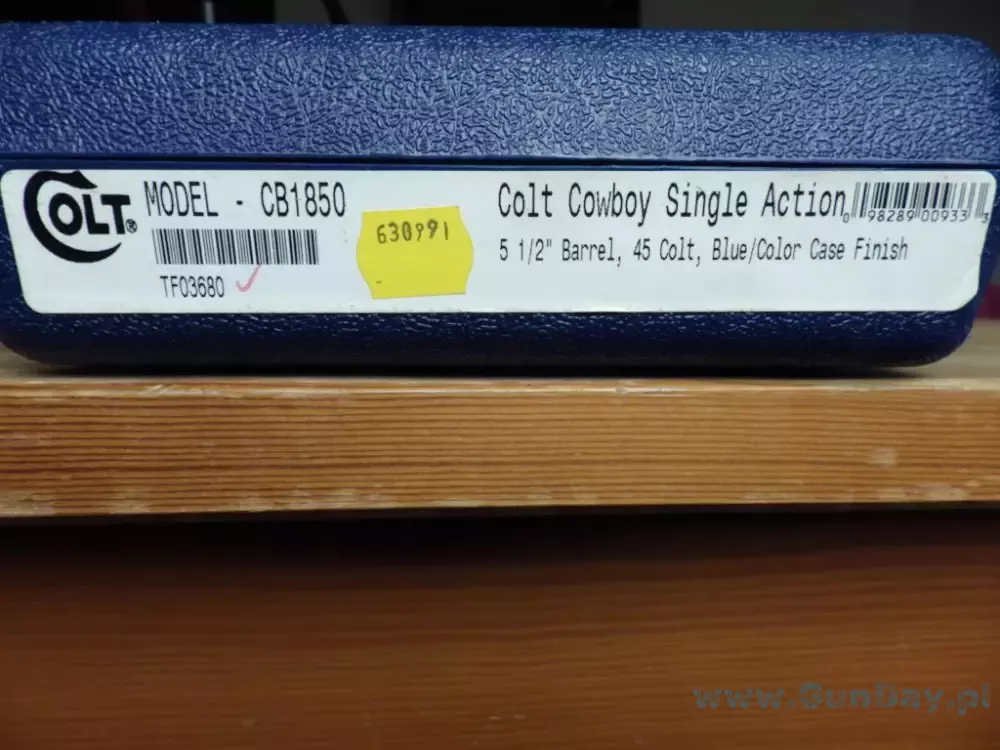 COLT®
MODEL - CB1850
TF03680
630991
Colt Cowboy Single Action
5 1/2" Barrel, 45 Colt, Blue/Color Case Finish
0 98289 00933 3
www.GunDay.pl